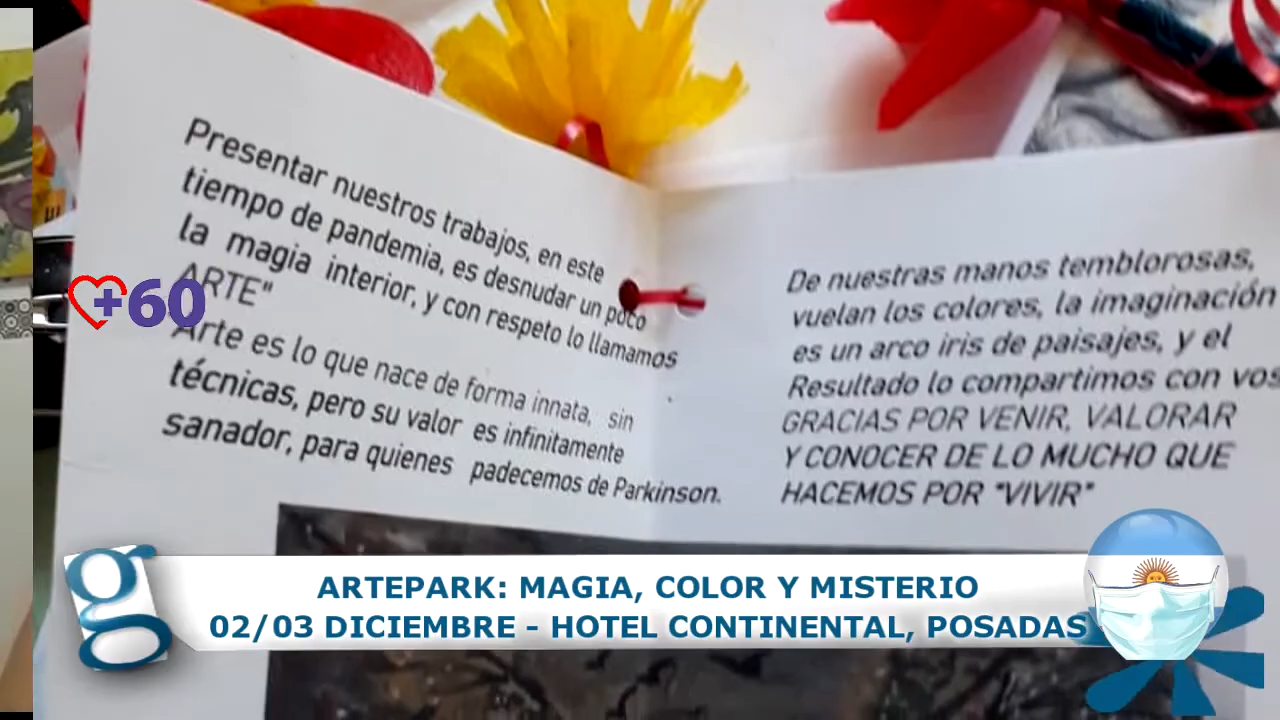 Presentar nuestros trabajos, en este
tiempo de pandemia, es desnudar un poco
la magia interior, y con respeto lo llamamos
ARTE"
Arte es lo que nace de forma innata, sin
técnicas, pero su valor es infinitamente
sanador, para quienes padecemos de Parkinson.
De nuestras manos temblorosas,
vuelan los colores, la imaginación
es un arco iris de paisajes, y el
Resultado lo compartimos con vos
GRACIAS POR VENIR, VALORAR
Y CONOCER DE LO MUCHO QUE
HACEMOS POR "VIVIR"
+60
g
ARTEPARK: MAGIA, COLOR Y MISTERIO
02/03 DICIEMBRE - HOTEL CONTINENTAL, POSADAS